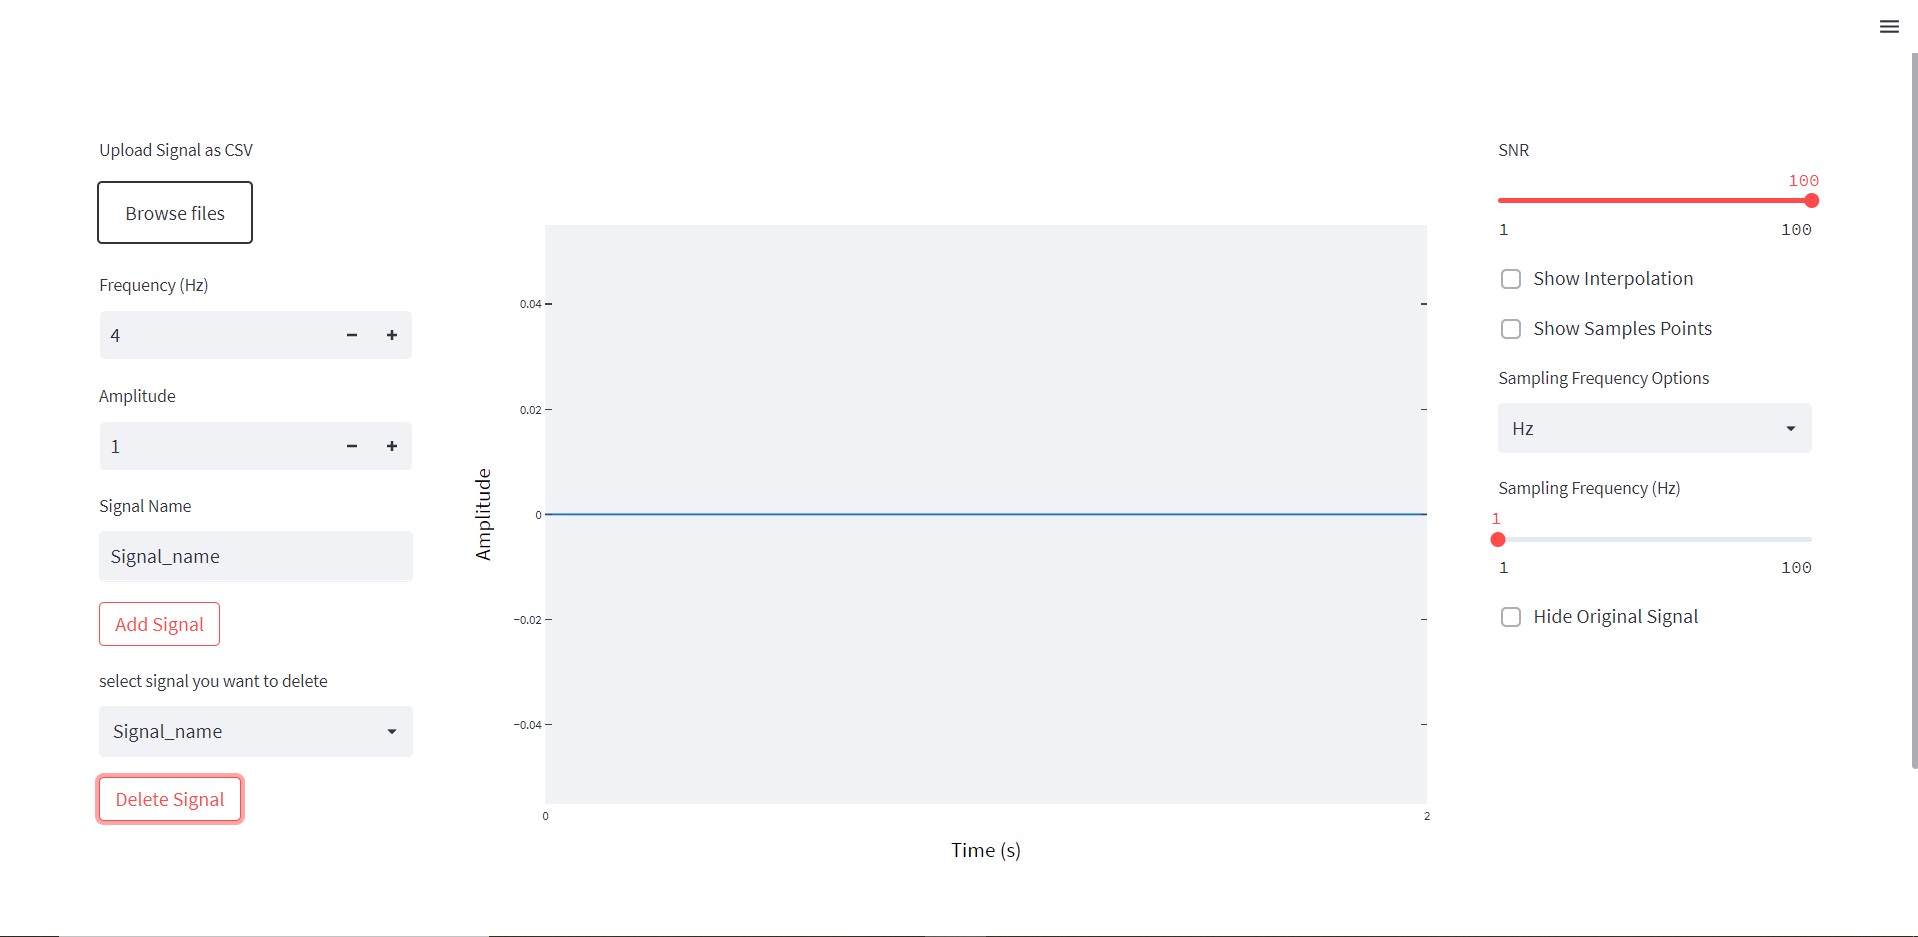 Upload Signal as CSV
Browse files
Frequency (Hz)
4
Amplitude
1
Signal Name
Signal_name
Add Signal
select signal you want to delete
Signal_name
Delete Signal
Amplitude
0.04
0.02
0
−0.02
−0.04
0 2
Time (s)
SNR
100
1 100
Show Interpolation
Show Samples Points
Sampling Frequency Options
Hz
Sampling Frequency (Hz)
1
1 100
Hide Original Signal